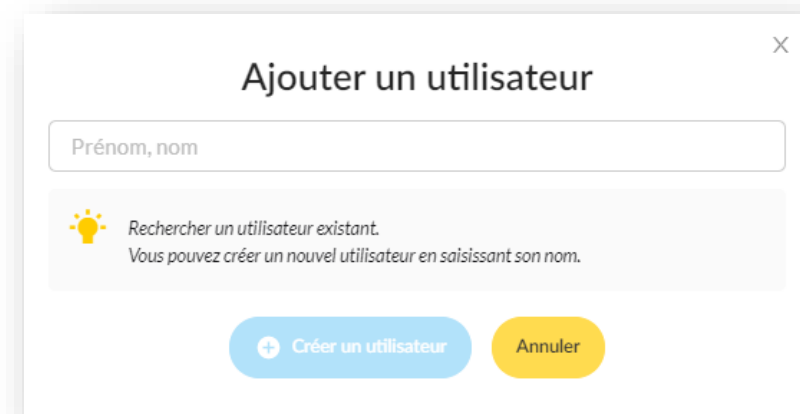 Ajouter un utilisateur
Prénom, nom
Rechercher un utilisateur existant.
Vous pouvez créer un nouvel utilisateur en saisissant son nom.
Créer un utilisateur
Annuler